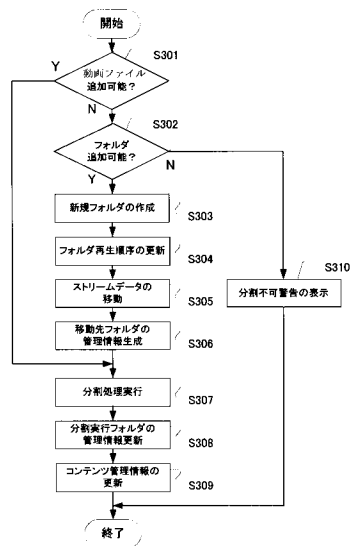 開始
S301
Y
動画ファイル
追加可能?
N
S302
フォルダ
追加可能?
N
Y
新規フォルダの作成
S303
フォルダ再生順序の更新
S304
S310
ストリームデータの
移動
S305
分割不可警告の表示
移動先フォルダの
管理情報生成
S306
分割処理実行
S307
分割実行フォルダの
管理情報更新
S308
コンテンツ管理情報の
更新
S309
終了